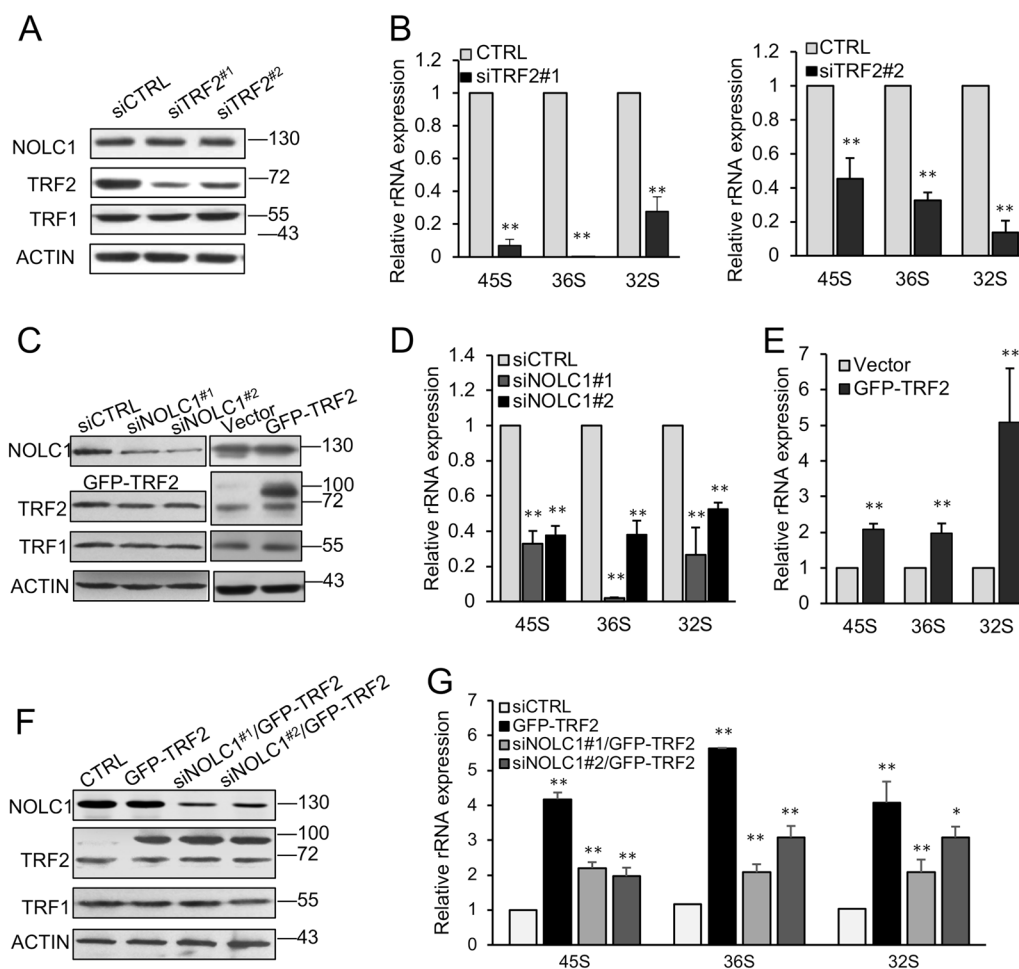 A
siCTRL siTRF2#1 siTRF2#2
NOLC1 —130
TRF2 —72
TRF1 —55
—43
ACTIN
B
Relative rRNA expression
CTRL
siTRF2#1
1.2
1
0.8
0.6
0.4
0.2
0
** ** **
45S 36S 32S
Relative rRNA expression
CTRL
siTRF2#2
1.2
1
0.8
0.6
0.4
0.2
0
** ** **
45S 36S 32S
C
siCTRL siNOLC1#1 siNOLC1#2 Vector GFP-TRF2
NOLC1 —130
GFP-TRF2 —100
TRF2 —72
TRF1 —55
ACTIN —43
D
Relative rRNA expression
siCTRL
siNOLC1#1
siNOLC1#2
1.4
1.2
1
0.8
0.6
0.4
0.2
0
** ** ** ** ** **
45S 36S 32S
E
Relative rRNA expression
Vector
GFP-TRF2
7
6
5
4
3
2
1
0
** ** **
45S 36S 32S
F
CTRL GFP-TRF2 siNOLC1#1/GFP-TRF2 siNOLC1#2/GFP-TRF2
NOLC1 —130
—100
TRF2 —72
TRF1 —55
ACTIN —43
G
Relative rRNA expression
siCTRL
GFP-TRF2
siNOLC1#1/GFP-TRF2
siNOLC1#2/GFP-TRF2
7
6
5
4
3
2
1
0
** ** ** ** ** ** ** ** *
45S 36S 32S